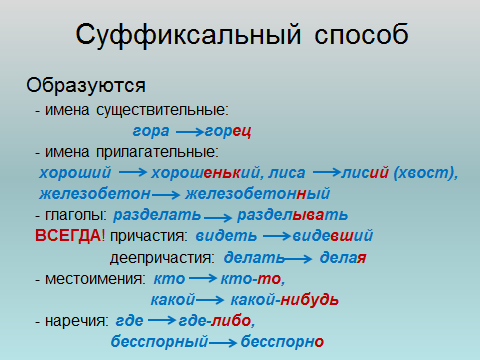 Суффиксальный способ
Образуются
- имена существительные:
гора → горец
- имена прилагательные:
хороший → хорошенький, лиса → лисий (хвост),
железобетон → железобетонный
- глаголы: разделать → разделывать
ВСЕГДА! причастия: видеть → видевший
деепричастия: делать → делая
- местоимения: кто → кто-то,
какой → какой-нибудь
- наречия: где → где-либо,
бесспорный → бесспорно